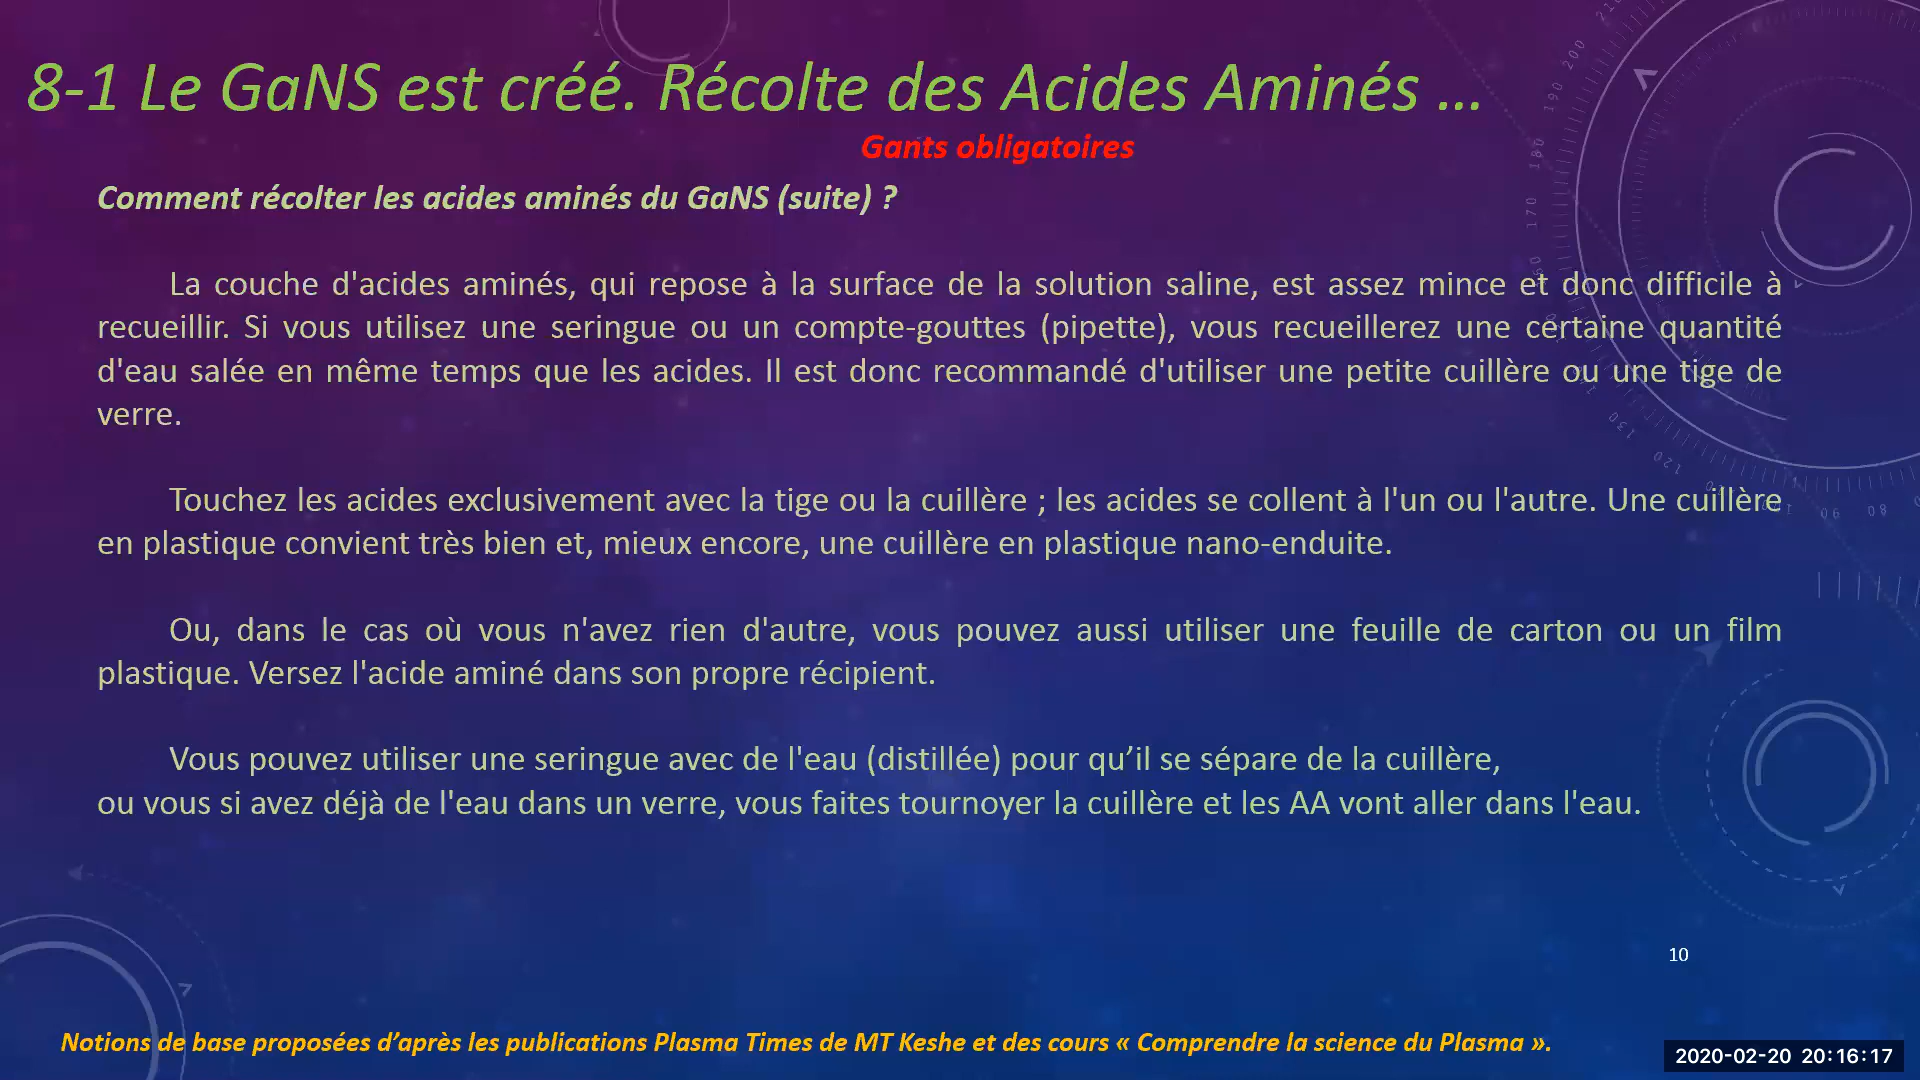 8-1 Le GaNS est créé. Récolte des Acides Aminés ...
Gants obligatoires
Comment récolter les acides aminés du GaNS (suite) ?
La couche d'acides aminés, qui repose à la surface de la solution saline, est assez mince et donc difficile à
recueillir. Si vous utilisez une seringue ou un compte-gouttes (pipette), vous recueillerez une certaine quantité
d'eau salée en même temps que les acides. Il est donc recommandé d'utiliser une petite cuillère ou une tige de
verre.
Touchez les acides exclusivement avec la tige ou la cuillère ; les acides se collent à l'un ou l'autre. Une cuillère
en plastique convient très bien et, mieux encore, une cuillère en plastique nano-enduite.
Ou, dans le cas où vous n'avez rien d'autre, vous pouvez aussi utiliser une feuille de carton ou un film
plastique. Versez l'acide aminé dans son propre récipient.
Vous pouvez utiliser une seringue avec de l'eau (distillée) pour qu’il se sépare de la cuillère,
ou vous si avez déjà de l'eau dans un verre, vous faites tournoyer la cuillère et les AA vont aller dans l'eau.
10
Notions de base proposées d’après les publications Plasma Times de MT Keshe et des cours « Comprendre la science du Plasma ».
2020-02-20 20:16:17
210
200
190
180
170
130
120
90
80